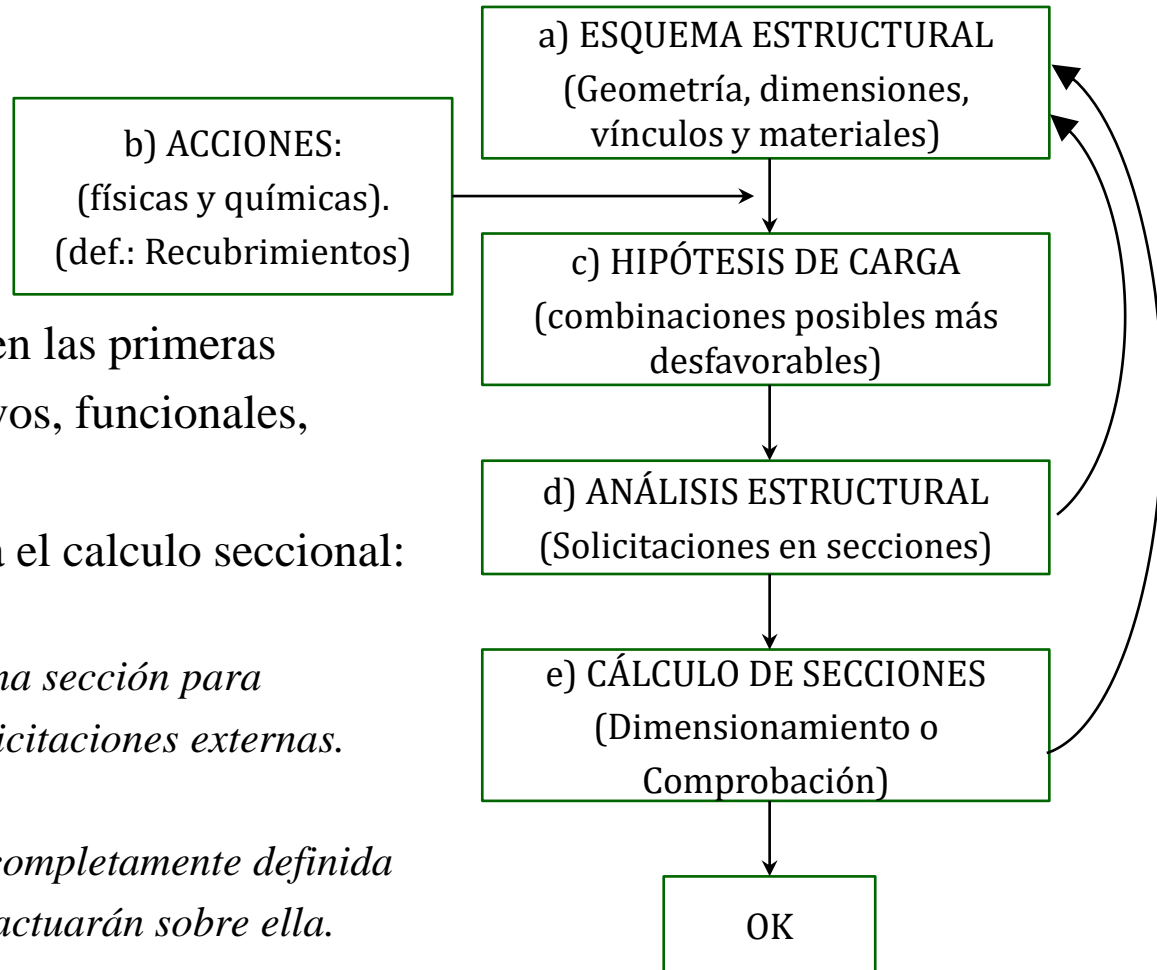 a) ESQUEMA ESTRUCTURAL
(Geometría, dimensiones,
vínculos y materiales)
b) ACCIONES:
(físicas y químicas).
(def.: Recubrimientos)
c) HIPÓTESIS DE CARGA
(combinaciones posibles más
desfavorables)
en las primeras
vos, funcionales,
d) ANÁLISIS ESTRUCTURAL
(Solicitaciones en secciones)
a el calculo seccional:
e) CÁLCULO DE SECCIONES
(Dimensionamiento o
Comprobación)
na sección para
icitaciones externas.
completamente definida
actuarán sobre ella.
OK